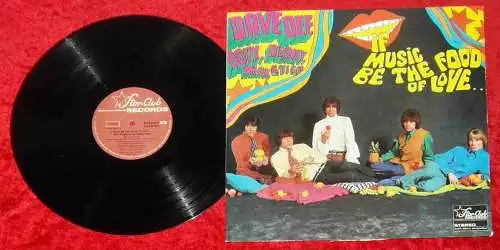 Star-Club
RECORDS
DAVE DEE
DOZY, BEAKY,
MICK & TICH
IF
MUSIC
BE THE FOOD
OF LOVE...
Star-Club
RECORDS
STEREO